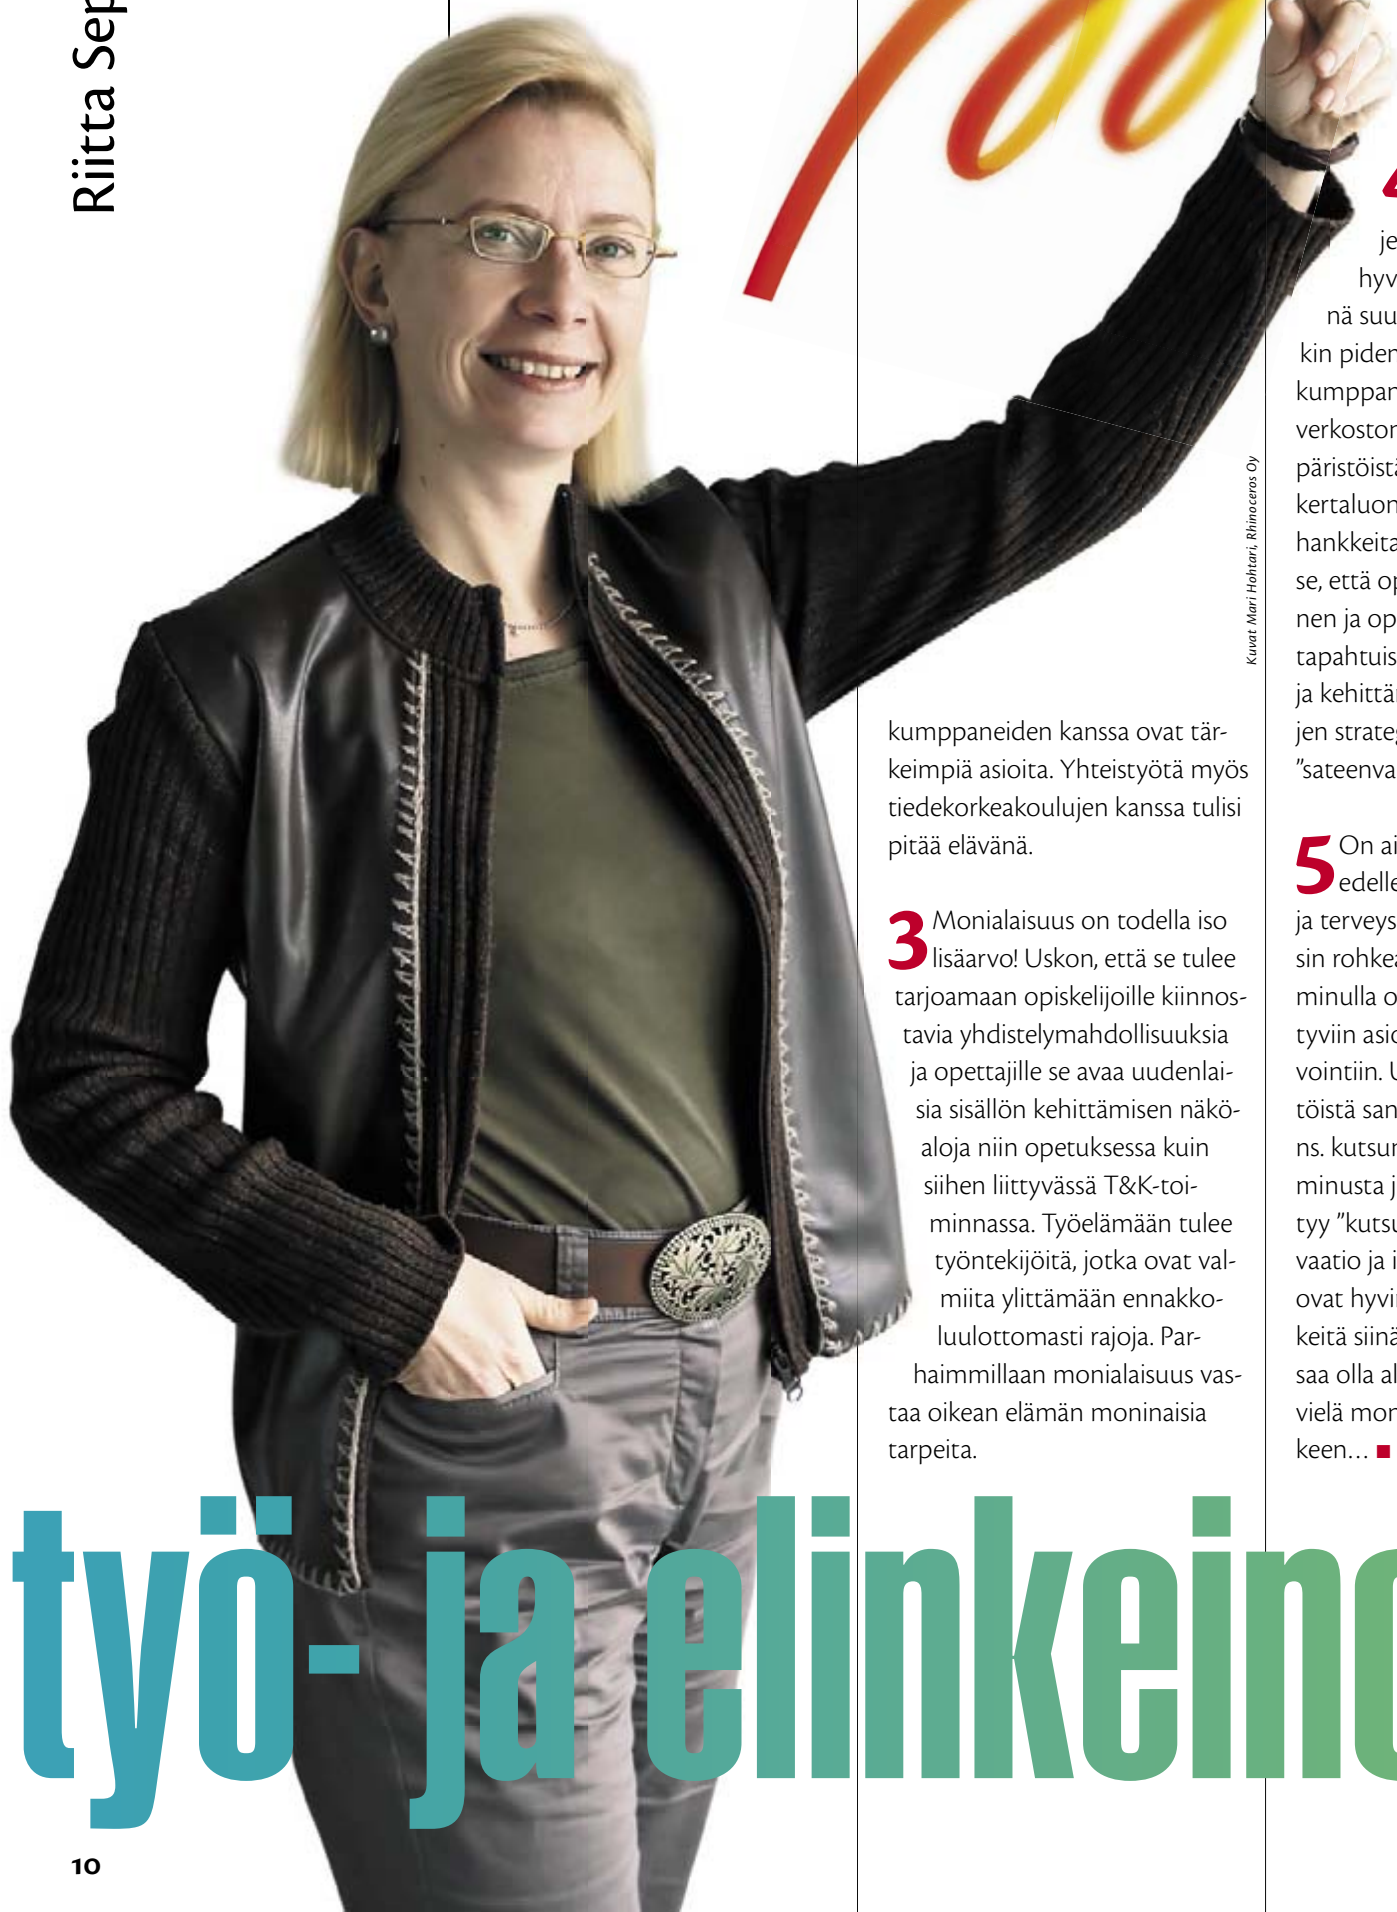 Riitta Sep
kumppaneiden kanssa ovat tär-
keimpiä asioita. Yhteistyötä myös
tiedekorkeakoulujen kanssa tulisi
pitää elävänä.
3 Monialaisuus on todella iso
lisäarvo! Uskon, että se tulee
tarjoamaan opiskelijoille kiinnos-
tavia yhdistelymahdollisuuksia
ja opettajille se avaa uudenlai-
sia sisällön kehittämisen näkö-
aloja niin opetuksessa kuin
siihen liittyvässä T&K-toi-
minnassa. Työelämään tulee
työntekijöitä, jotka ovat val-
miita ylittämään ennakko-
luulottomasti rajoja. Par-
haimmillaan monialaisuus vas-
taa oikean elämän moninaisia
tarpeita.
Kuvat Mari Hohtari, Rhinoceros Oy
je
hyv
nä suu
kin piden
kumppan
verkoston
päristöistä
kertaluon
hankkeita
se, että op
nen ja op
tapahtuis
ja kehittä
jen strate
"sateenva
5 On ai
edelle
ja terveys
sin rohkea
minulla o
tyviin asio
vointiin. U
töistä san
ns. kutsu
minusta j
tyy "kutsu
vaatio ja i
ovat hyvi
keitä siinä
saa olla al
vielä mon
keen... ■
työ- ja elinkeino
10